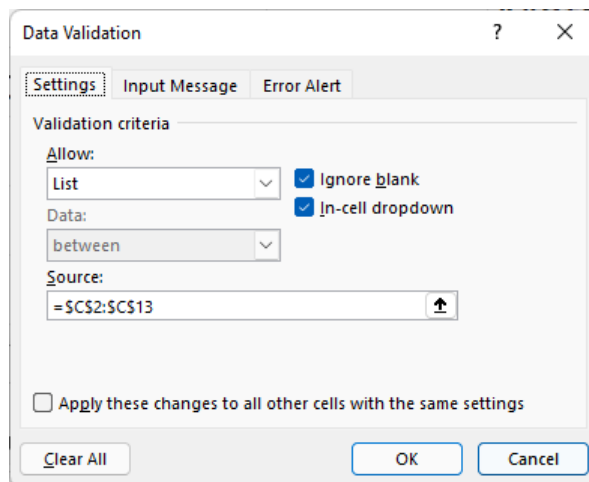 Data Validation ?
Settings Input Message Error Alert
Validation criteria
Allow:
List
Ignore blank
Data:
In-cell dropdown
between
Source:
=$C$2:$C$13
Apply these changes to all other cells with the same settings
Clear All OK Cancel